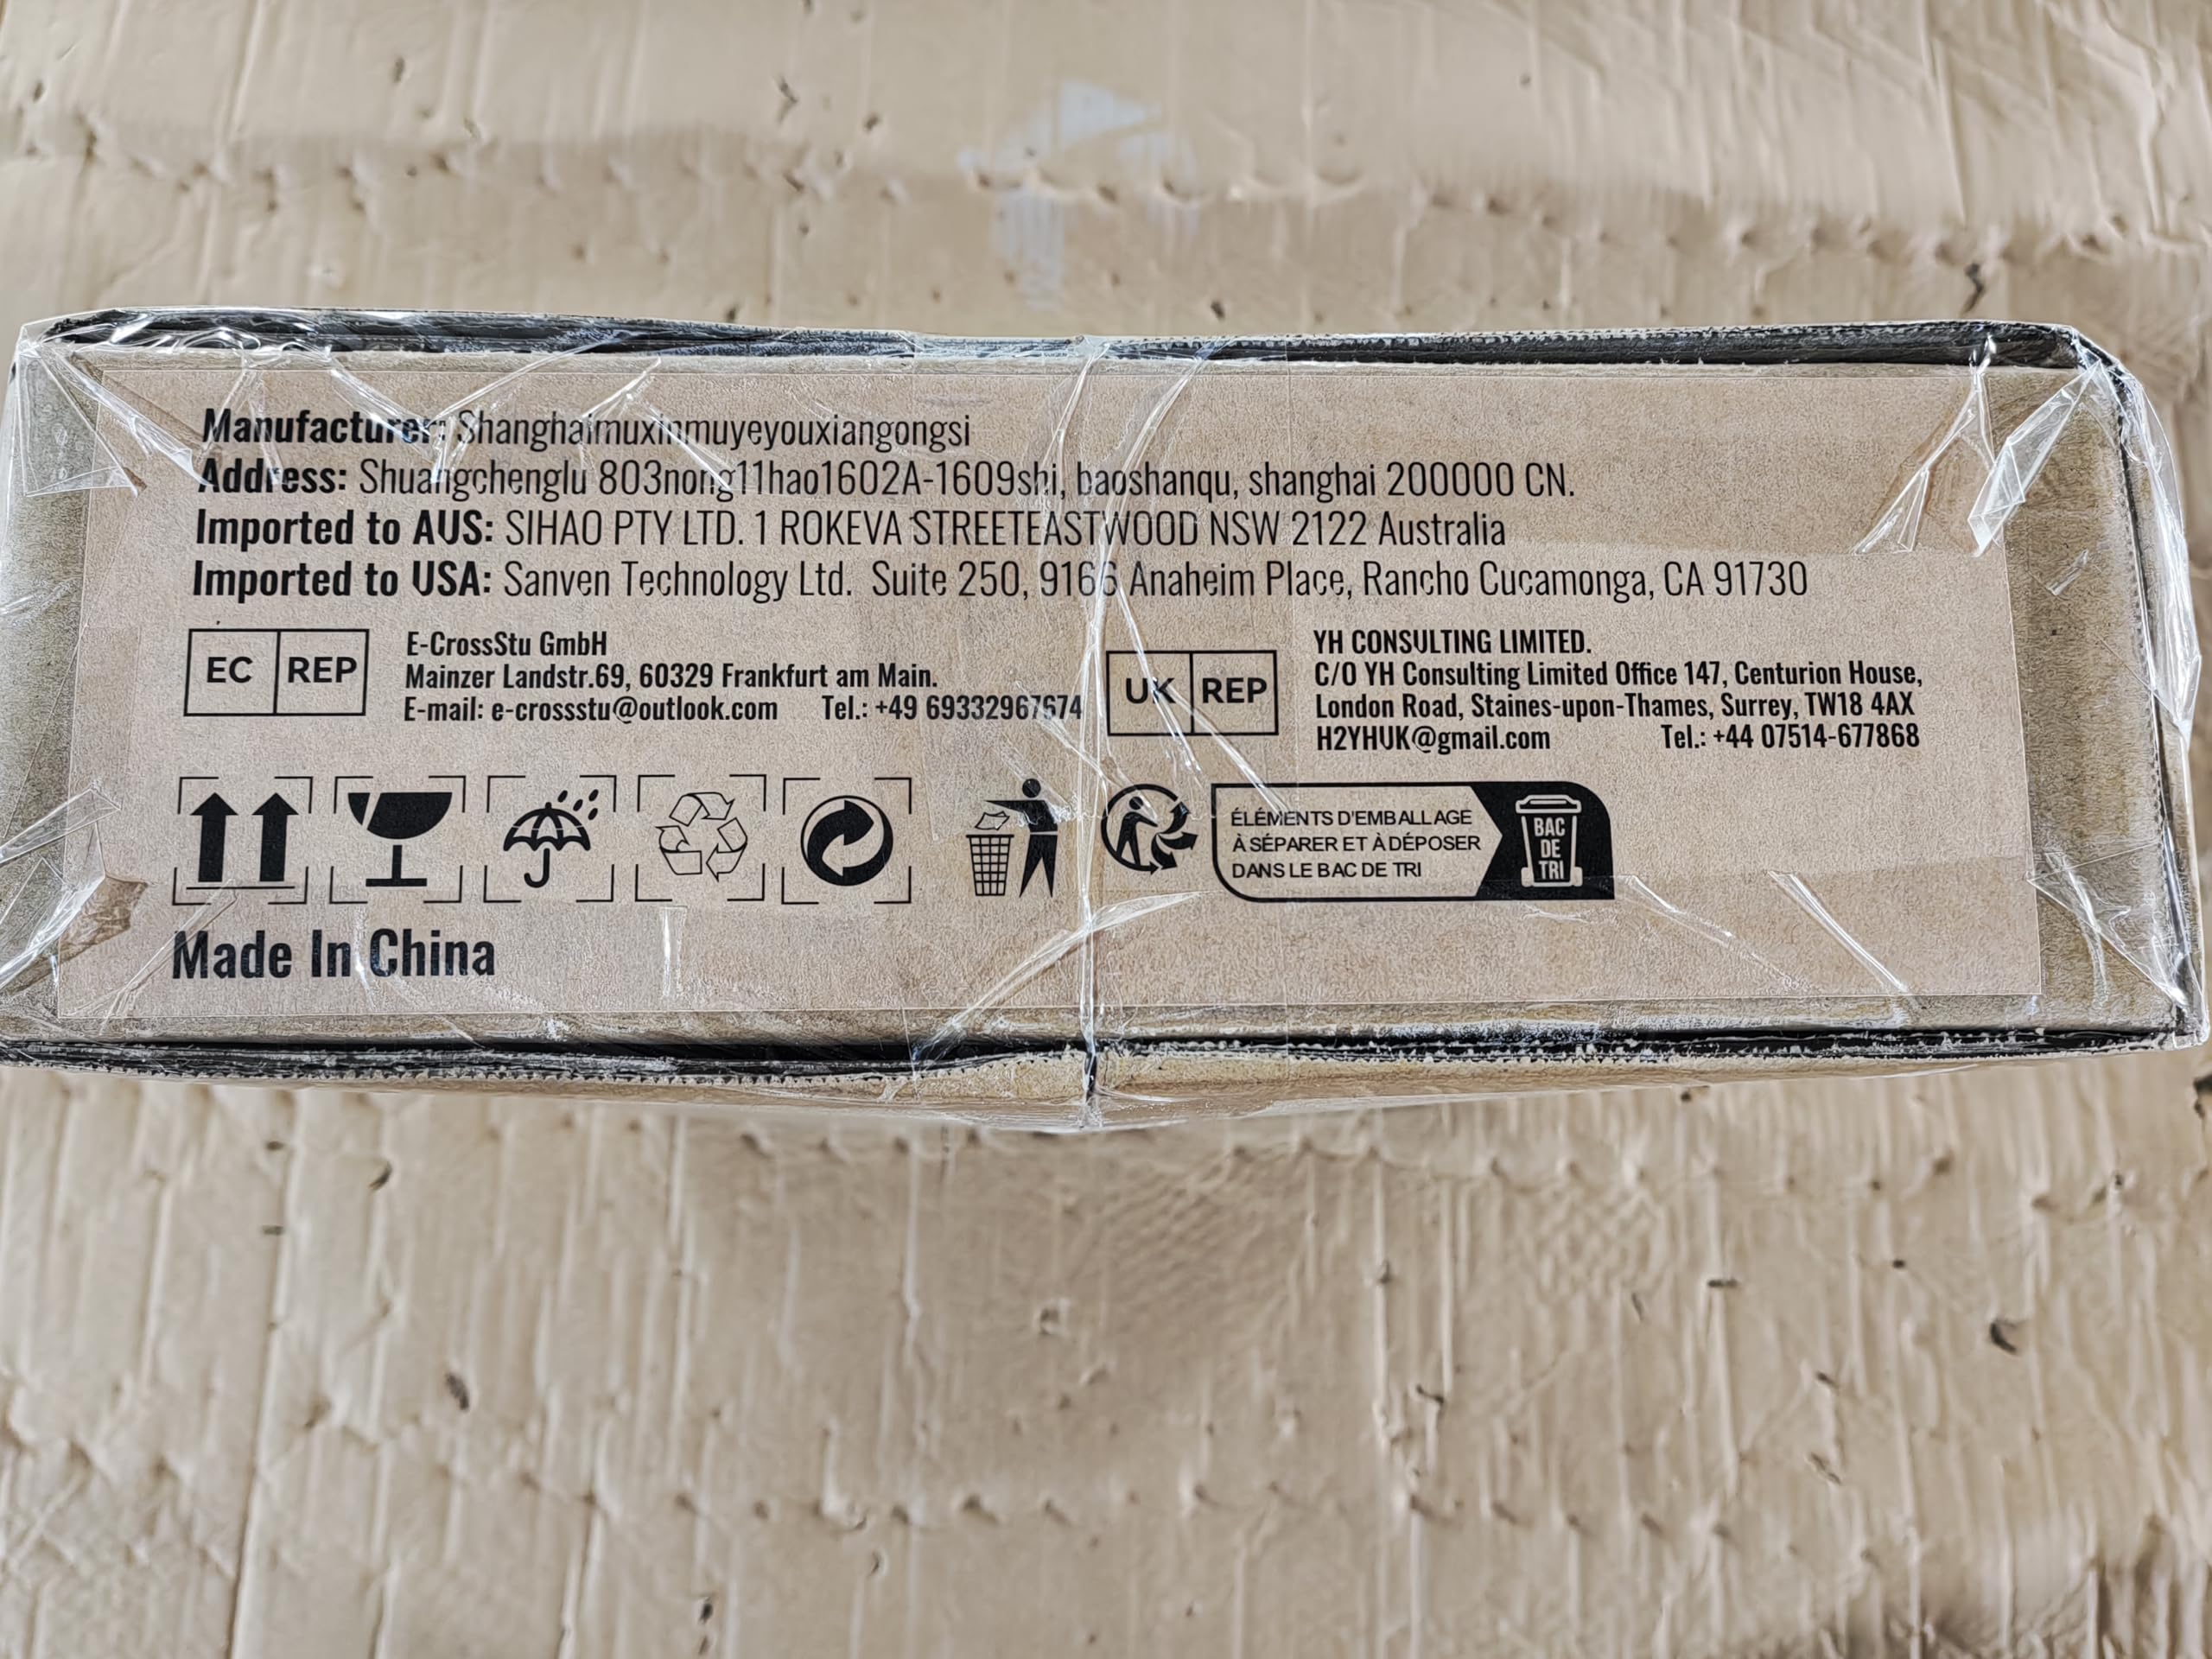 Manufacturer: Shanghaimuxinmuyeyouxiangongsi
Address: Shuangchenglu 803nong11hao1602A-1609shi, baoshanqu, shanghai 200000 CN.
Imported to AUS: SIHAO PTY LTD. 1 ROKEVA STREETEASTWOOD NSW 2122 Australia
Imported to USA: Sanven Technology Ltd. Suite 250, 9166 Anaheim Place, Rancho Cucamonga, CA 91730
EC REP
E-CrossStu GmbH
Mainzer Landstr.69, 60329 Frankfurt am Main.
E-mail: e-crossstu@outlook.com Tel.: +49 69332967674
UK REP
YH CONSULTING LIMITED.
C/O YH Consulting Limited Office 147, Centurion House,
London Road, Staines-upon-Thames, Surrey, TW18 4AX
H2YHUK@gmail.com Tel.: +44 07514-677868
ÉLÉMENTS D'EMBALLAGE
À SÉPARER ET À DÉPOSER
DANS LE BAC DE TRI
BAC
DE
TRI
Made In China